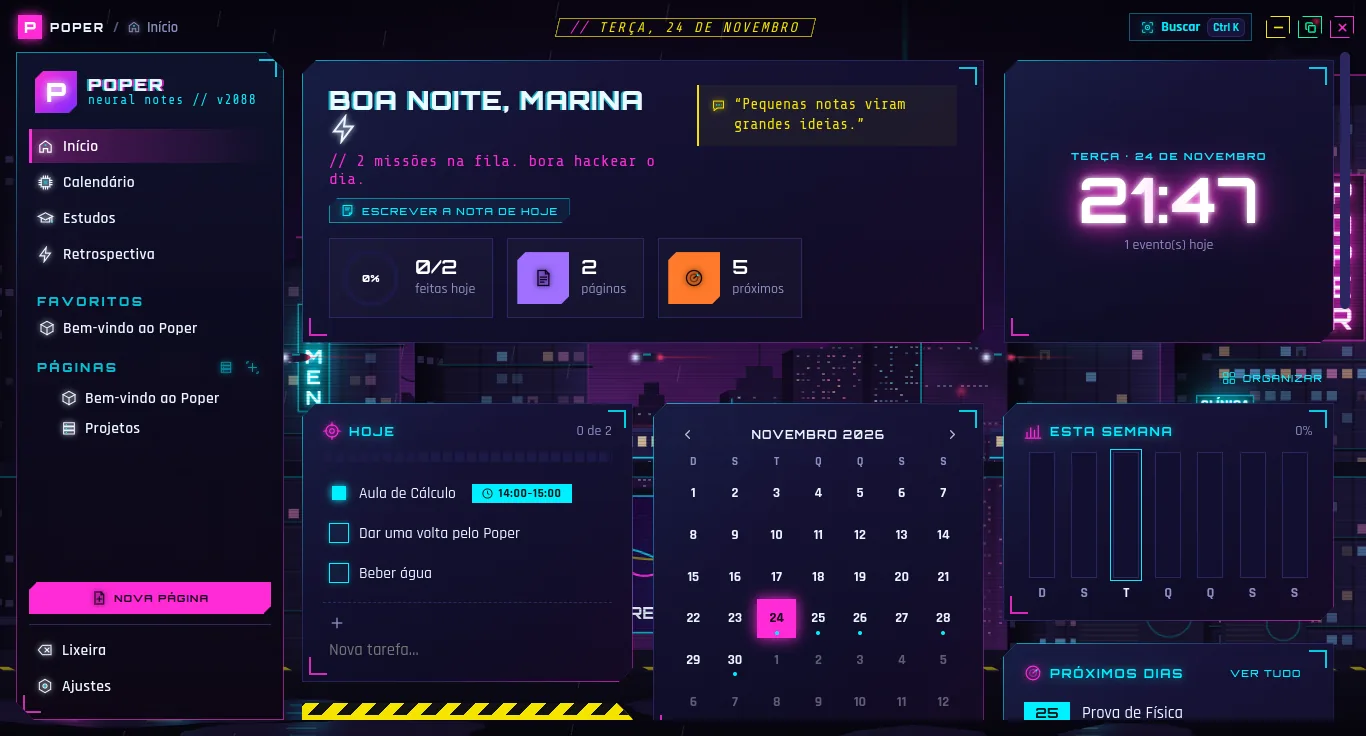 P POPER / Início
// TERÇA, 24 DE NOVEMBRO
Buscar Ctrl K
P POPER
neural notes // v2088
Início
Calendário
Estudos
Retrospectiva
FAVORITOS
Bem-vindo ao Poper
PÁGINAS
Bem-vindo ao Poper
Projetos
NOVA PÁGINA
Lixeira
Ajustes
BOA NOITE, MARINA
// 2 missões na fila. bora hackear o
dia.
“Pequenas notas viram
grandes ideias.”
ESCREVER A NOTA DE HOJE
0% 0/2
feitas hoje
2
páginas
5
próximos
TERÇA · 24 DE NOVEMBRO
21:47
1 evento(s) hoje
M
E
N
R
ORGANIZAR
CLÍNICA
HOJE 0 de 2
Aula de Cálculo 14:00-15:00
Dar uma volta pelo Poper
Beber água
+
Nova tarefa...
RE
NOVEMBRO 2026
D S T Q Q S S
1 2 3 4 5 6 7
8 9 10 11 12 13 14
15 16 17 18 19 20 21
22 23 24 25 26 27 28
29 30 1 2 3 4 5
6 7 8 9 10 11 12
ESTA SEMANA 0%
D S T Q Q S S
PRÓXIMOS DIAS VER TUDO
25 Prova de Física